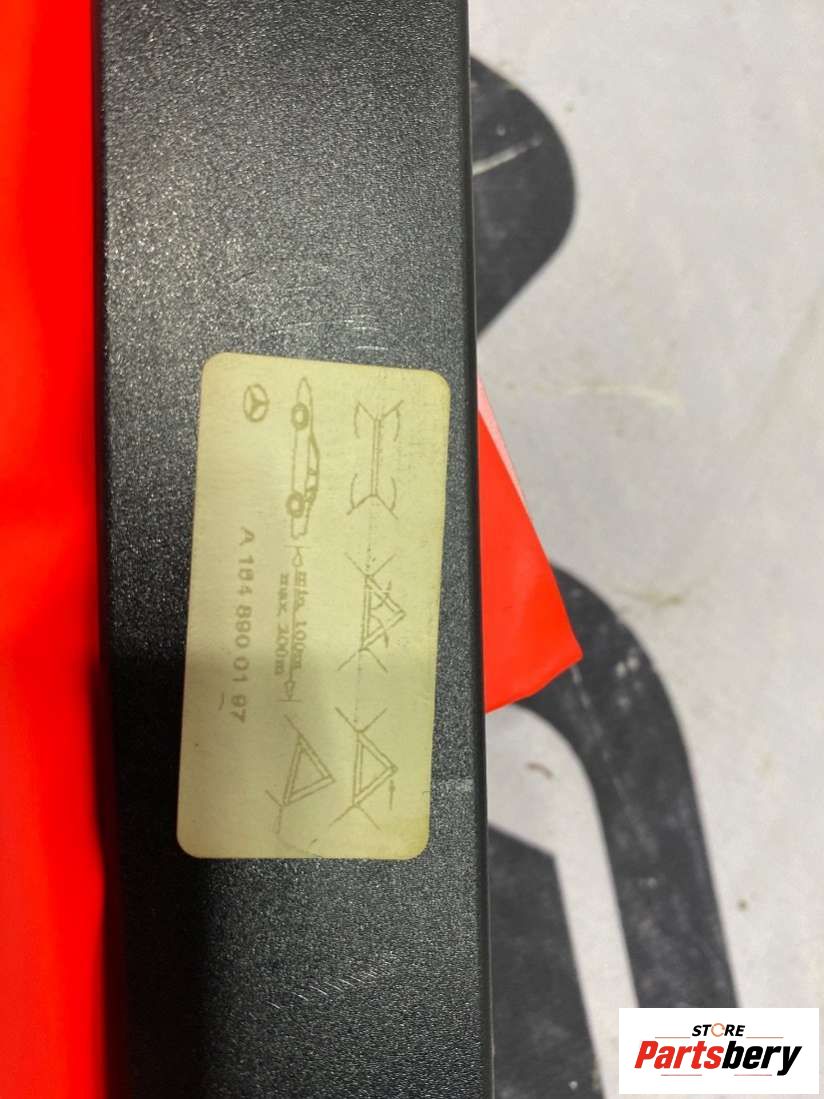 min. 100m
max. 200m
A 164 890 01 97
STORE
Partsbery